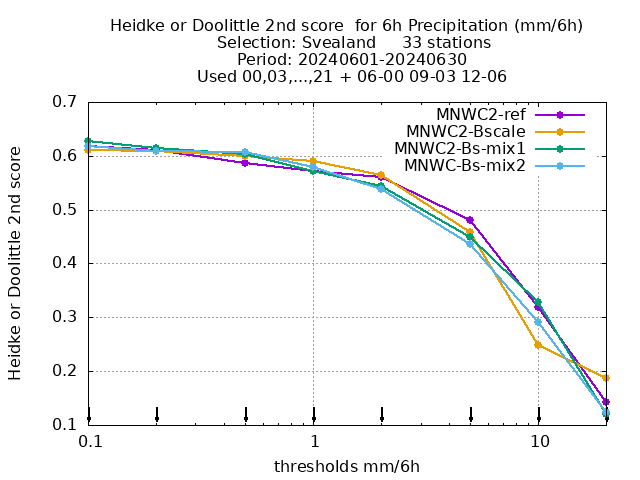 Heidke or Doolittle 2nd score  for 6h Precipitation (mm/6h)
Selection: Svealand     33 stations
Period: 20240601-20240630
Used 00,03,...,21 + 06-00 09-03 12-06
Heidke or Doolittle 2nd score
0.7
0.6
0.5
0.4
0.3
0.2
0.1
MNWC2-ref
MNWC2-Bscale
MNWC2-Bs-mix1
MNWC-Bs-mix2
0.1 1 10
thresholds mm/6h